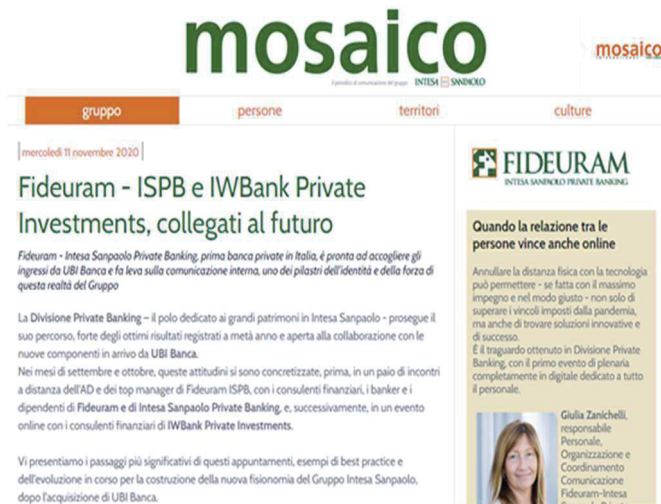 mosaico
Il periodico di comunicazione del gruppo INTESA SANPAOLO
mosaico
INTERNATIONAL
gruppo persone territori culture
mercoledì 11 novembre 2020
Fideuram - ISPB e IWBank Private
Investments, collegati al futuro
Fideuram - Intesa Sanpaolo Private Banking, prima banca private in Italia, è pronta ad accogliere gli
ingressi da UBI Banca e fa leva sulla comunicazione interna, uno dei pilastri dell'identità e della forza di
questa realtà del Gruppo
La Divisione Private Banking – il polo dedicato ai grandi patrimoni in Intesa Sanpaolo - prosegue il
suo percorso, forte degli ottimi risultati registrati a metà anno e aperta alla collaborazione con le
nuove componenti in arrivo da UBI Banca.
Nei mesi di settembre e ottobre, queste attitudini si sono concretizzate, prima, in un paio di incontri
a distanza dell'AD e dei top manager di Fideuram ISPB, con i consulenti finanziari, i banker e i
dipendenti di Fideuram e di Intesa Sanpaolo Private Banking, e, successivamente, in un evento
online con i consulenti finanziari di IWBank Private Investments.
Vi presentiamo i passaggi più significativi di questi appuntamenti, esempi di best practice e
dell'evoluzione in corso per la costruzione della nuova fisionomia del Gruppo Intesa Sanpaolo,
dopo l'acquisizione di UBI Banca.
FIDEURAM
INTESA SANPAOLO PRIVATE BANKING
Quando la relazione tra le
persone vince anche online
Annullare la distanza fisica con la tecnologia
può permettere - se fatta con il massimo
impegno e nel modo giusto - non solo di
superare i vincoli imposti dalla pandemia,
ma anche di trovare soluzioni innovative e
di successo.
È il traguardo ottenuto in Divisione Private
Banking, con il primo evento di plenaria
completamente in digitale dedicato a tutto
il personale.
Giulia Zanichelli,
responsabile
Personale,
Organizzazione e
Coordinamento
Comunicazione
Fideuram-Intesa
Sanpaolo Private